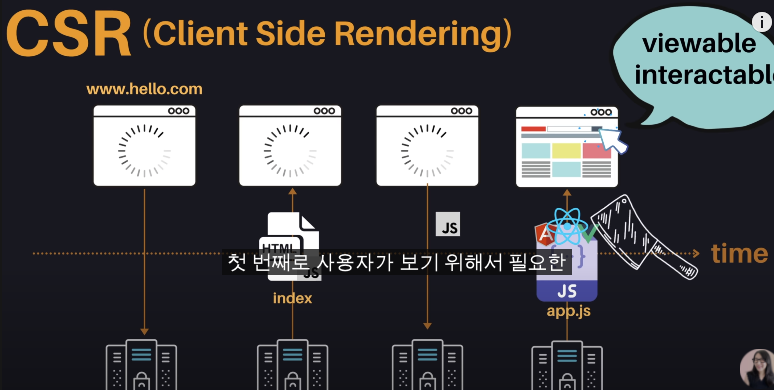 CSR (Client Side Rendering)
viewable
interactabl
www.hello.com
JS
HTML
JS
time
첫 번째로 사용자가 보기 위해서 필요한
index
JS
app.js